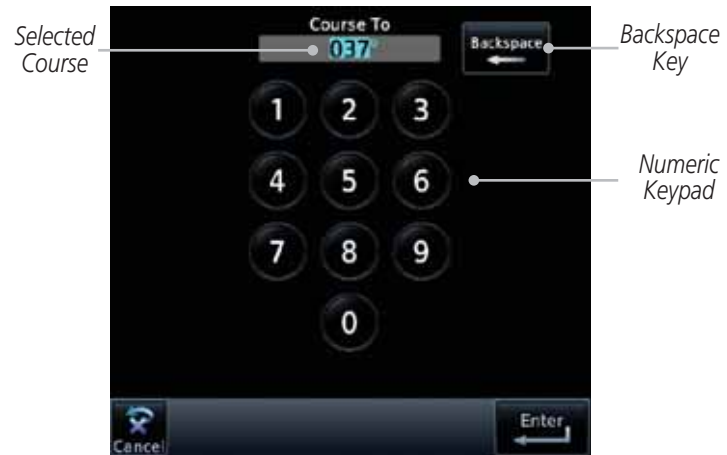 Course To
Selected Course
037°
Backspace
Backspace Key
1 2 3
4 5 6
Numeric Keypad
7 8 9
0
Cancel
Enter